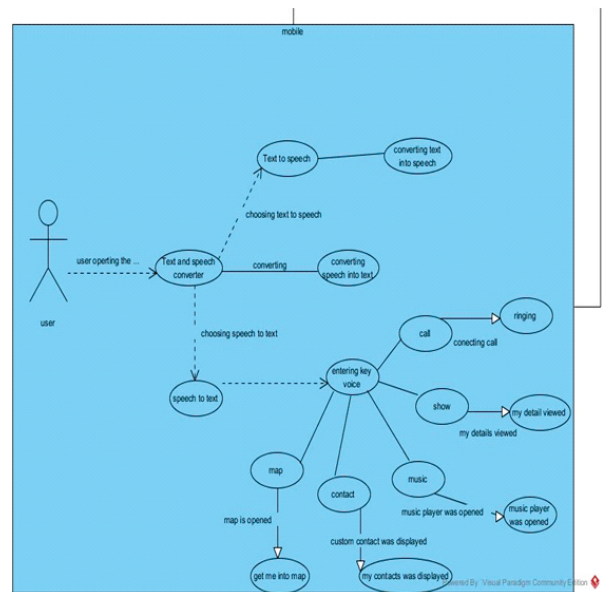 mobile
Text to speech
converting text
into speech
choosing text to speech
user operting the ...
Text and speech
converter
converting
converting
speech into text
user
choosing speech to text
ringing
call
conecting call
entering key
voice
speech to text
show
my detail viewed
my details viewed
map
music
contact
music player was opened
music player
was opened
map is opened
custom contact was displayed
get me into map
my contacts was displayed
Powered By Visual Paradigm Community Edition